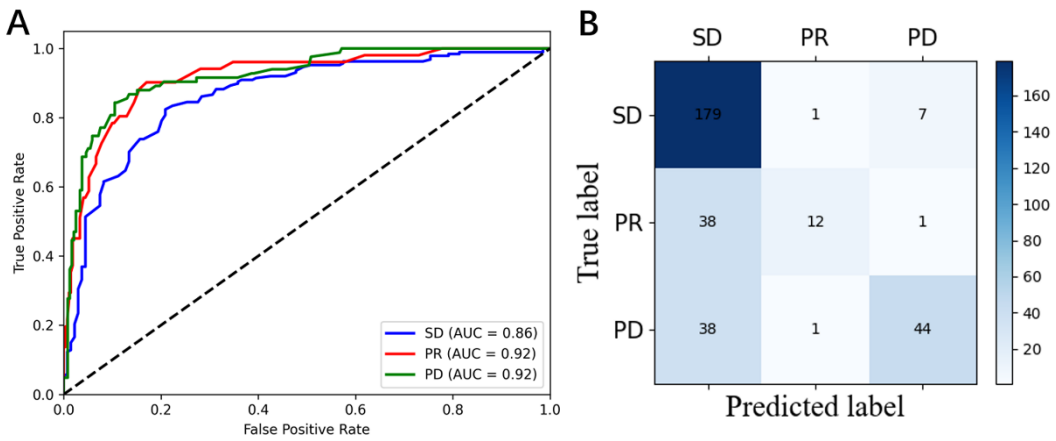 A
1.0
0.8
0.6
0.4
0.2
0.0
True Positive Rate
SD (AUC = 0.86)
PR (AUC = 0.92)
PD (AUC = 0.92)
0.0 0.2 0.4 0.6 0.8 1.0
False Positive Rate
B
SD PR PD
SD 179 1 7
PR 38 12 1
PD 38 1 44
True label
Predicted label
160
140
120
100
80
60
40
20